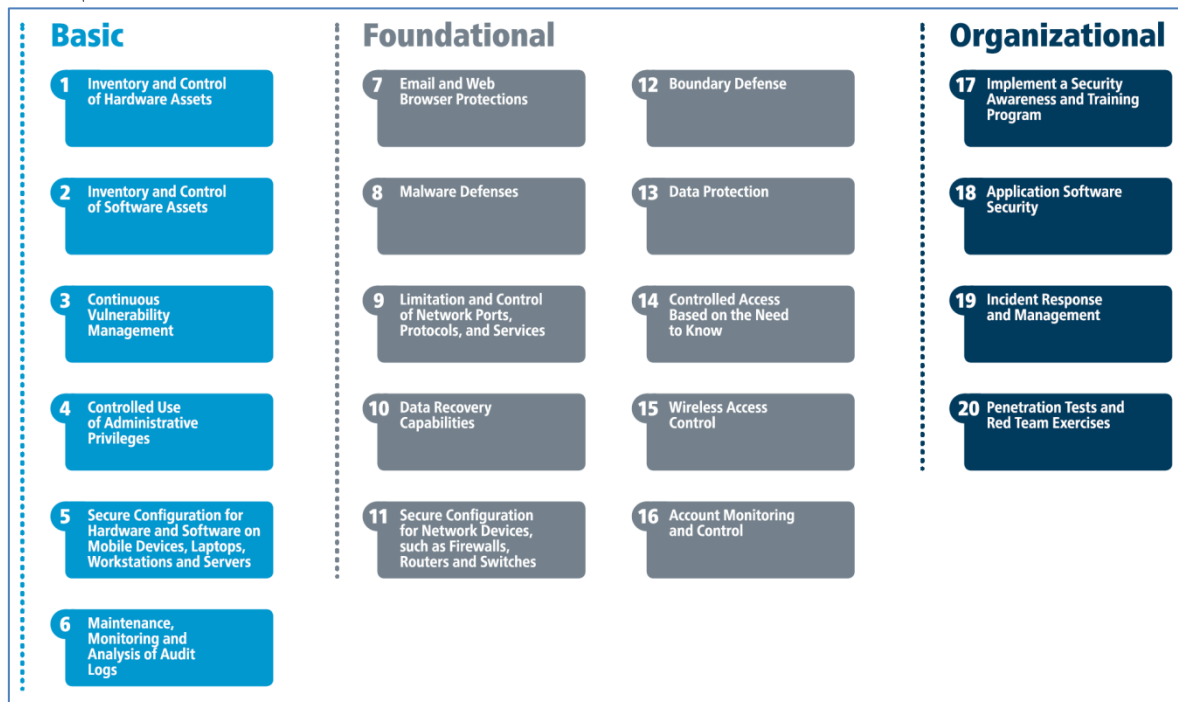 Basic
1 Inventory and Control
of Hardware Assets
2 Inventory and Control
of Software Assets
3 Continuous
Vulnerability
Management
4 Controlled Use
of Administrative
Privileges
5 Secure Configuration for
Hardware and Software on
Mobile Devices, Laptops,
Workstations and Servers
6 Maintenance,
Monitoring and
Analysis of Audit
Logs
Foundational
7 Email and Web
Browser Protections
8 Malware Defenses
9 Limitation and Control
of Network Ports,
Protocols, and Services
10 Data Recovery
Capabilities
11 Secure Configuration
for Network Devices,
such as Firewalls,
Routers and Switches
12 Boundary Defense
13 Data Protection
14 Controlled Access
Based on the Need
to Know
15 Wireless Access
Control
16 Account Monitoring
and Control
Organizational
17 Implement a Security
Awareness and Training
Program
18 Application Software
Security
19 Incident Response
and Management
20 Penetration Tests and
Red Team Exercises